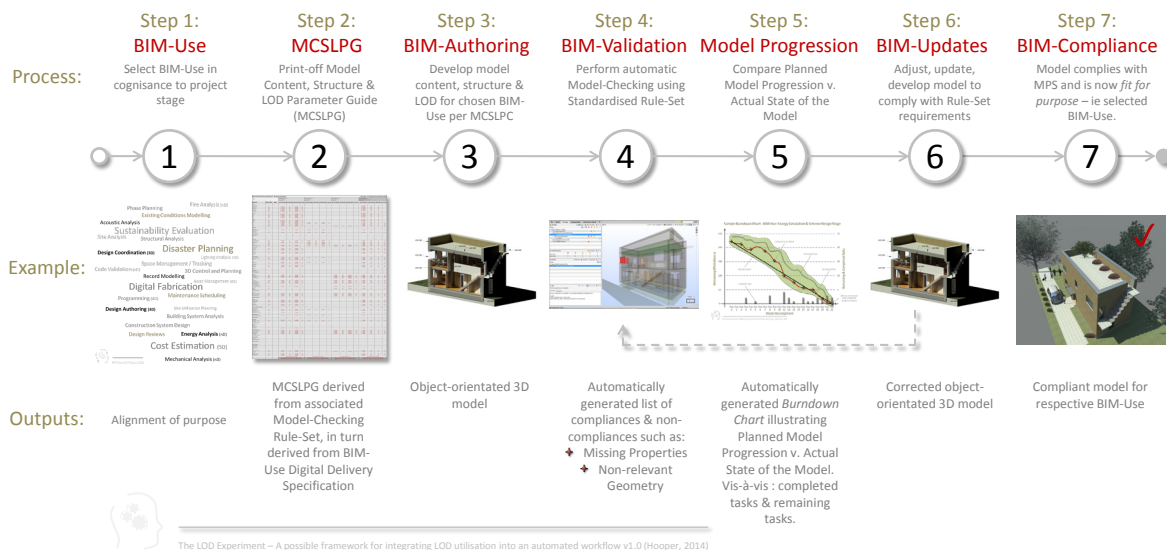 Step 1:
BIM-Use
Step 2:
MCSLPG
Step 3:
BIM-Authoring
Step 4:
BIM-Validation
Step 5:
Model Progression
Step 6:
BIM-Updates
Step 7:
BIM-Compliance
Process:
Select BIM-Use in
cognisance to project
stage
Print-off Model
Content, Structure &
LOD Parameter Guide
(MCSLPG)
Develop model
content, structure &
LOD for chosen BIM-
Use per MCSLPC
Perform automatic
Model-Checking using
Standardised Rule-Set
Compare Planned
Model Progression v.
Actual State of the
Model
Adjust, update,
develop model to
comply with Rule-Set
requirements
Model complies with
MPS and is now fit for
purpose – ie selected
BIM-Use.
1
2
3
4
5
6
7
Example:
Phase Planning
Fire Analysis
Existing Conditions Modelling
Acoustic Analysis
Sustainability Evaluation
Site Analysis
Structural Analysis
Disaster Planning
Design Coordination (3D)
Space Management / Tracking
Code Validation
3D Control and Planning
Record Modelling
Digital Fabrication
Programming
Maintenance Scheduling
Design Authoring
Building System Analysis
Construction System Design
Design Reviews
Energy Analysis
Cost Estimation (5D)
Mechanical Analysis
Outputs:
Alignment of purpose
MCSLPG derived
from associated
Model-Checking
Rule-Set, in turn
derived from BIM-
Use Digital Delivery
Specification
Object-orientated 3D
model
Automatically
generated list of
compliances & non-
compliances such as:
Missing Properties
Non-relevant
Geometry
Automatically
generated Burndown
Chart illustrating
Planned Model
Progression v. Actual
State of the Model.
Vis-à-vis : completed
tasks & remaining
tasks.
Corrected object-
orientated 3D model
Compliant model for
respective BIM-Use
The LOD Experiment – A possible framework for integrating LOD utilisation into an automated workflow v1.0 (Hooper, 2014)